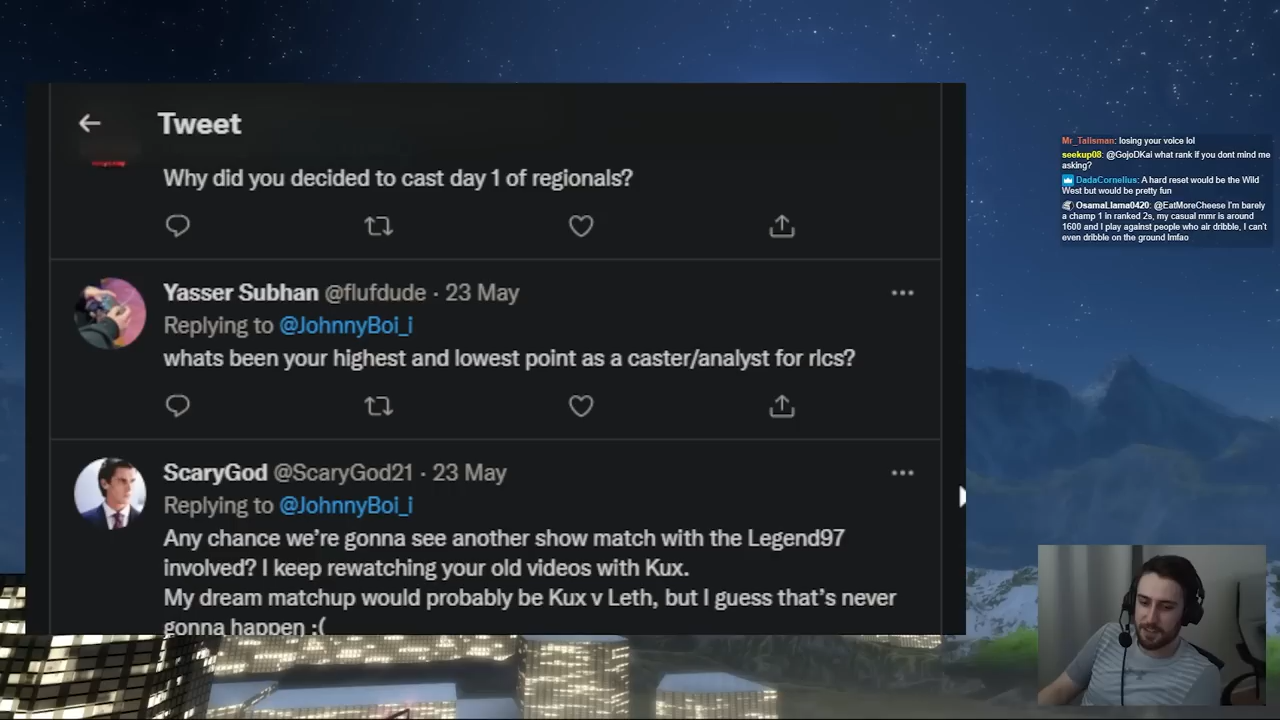 Tweet
Why did you decided to cast day 1 of regionals?
Yasser Subhan @flufdude · 23 May
Replying to @JohnnyBoi_i
whats been your highest and lowest point as a caster/analyst for rlcs?
ScaryGod @ScaryGod21 · 23 May
Replying to @JohnnyBoi_i
Any chance we're gonna see another show match with the Legend97
involved? I keep rewatching your old videos with Kux.
My dream matchup would probably be Kux v Leth, but I guess that's never
gonna happen :(
Mr_Talisman: losing your voice lol
seekup08: @GojoDKai what rank If you dont mind me
asking?
DadaCornelius: A hard reset would be the Wild
West but would be pretty fun
OsamaLlama0420: @EatMoreCheese I'm barely
a champ 1 in ranked 2s, my casual mmr is around
1600 and I play against people who air dribble, I can't
even dribble on the ground lmfao